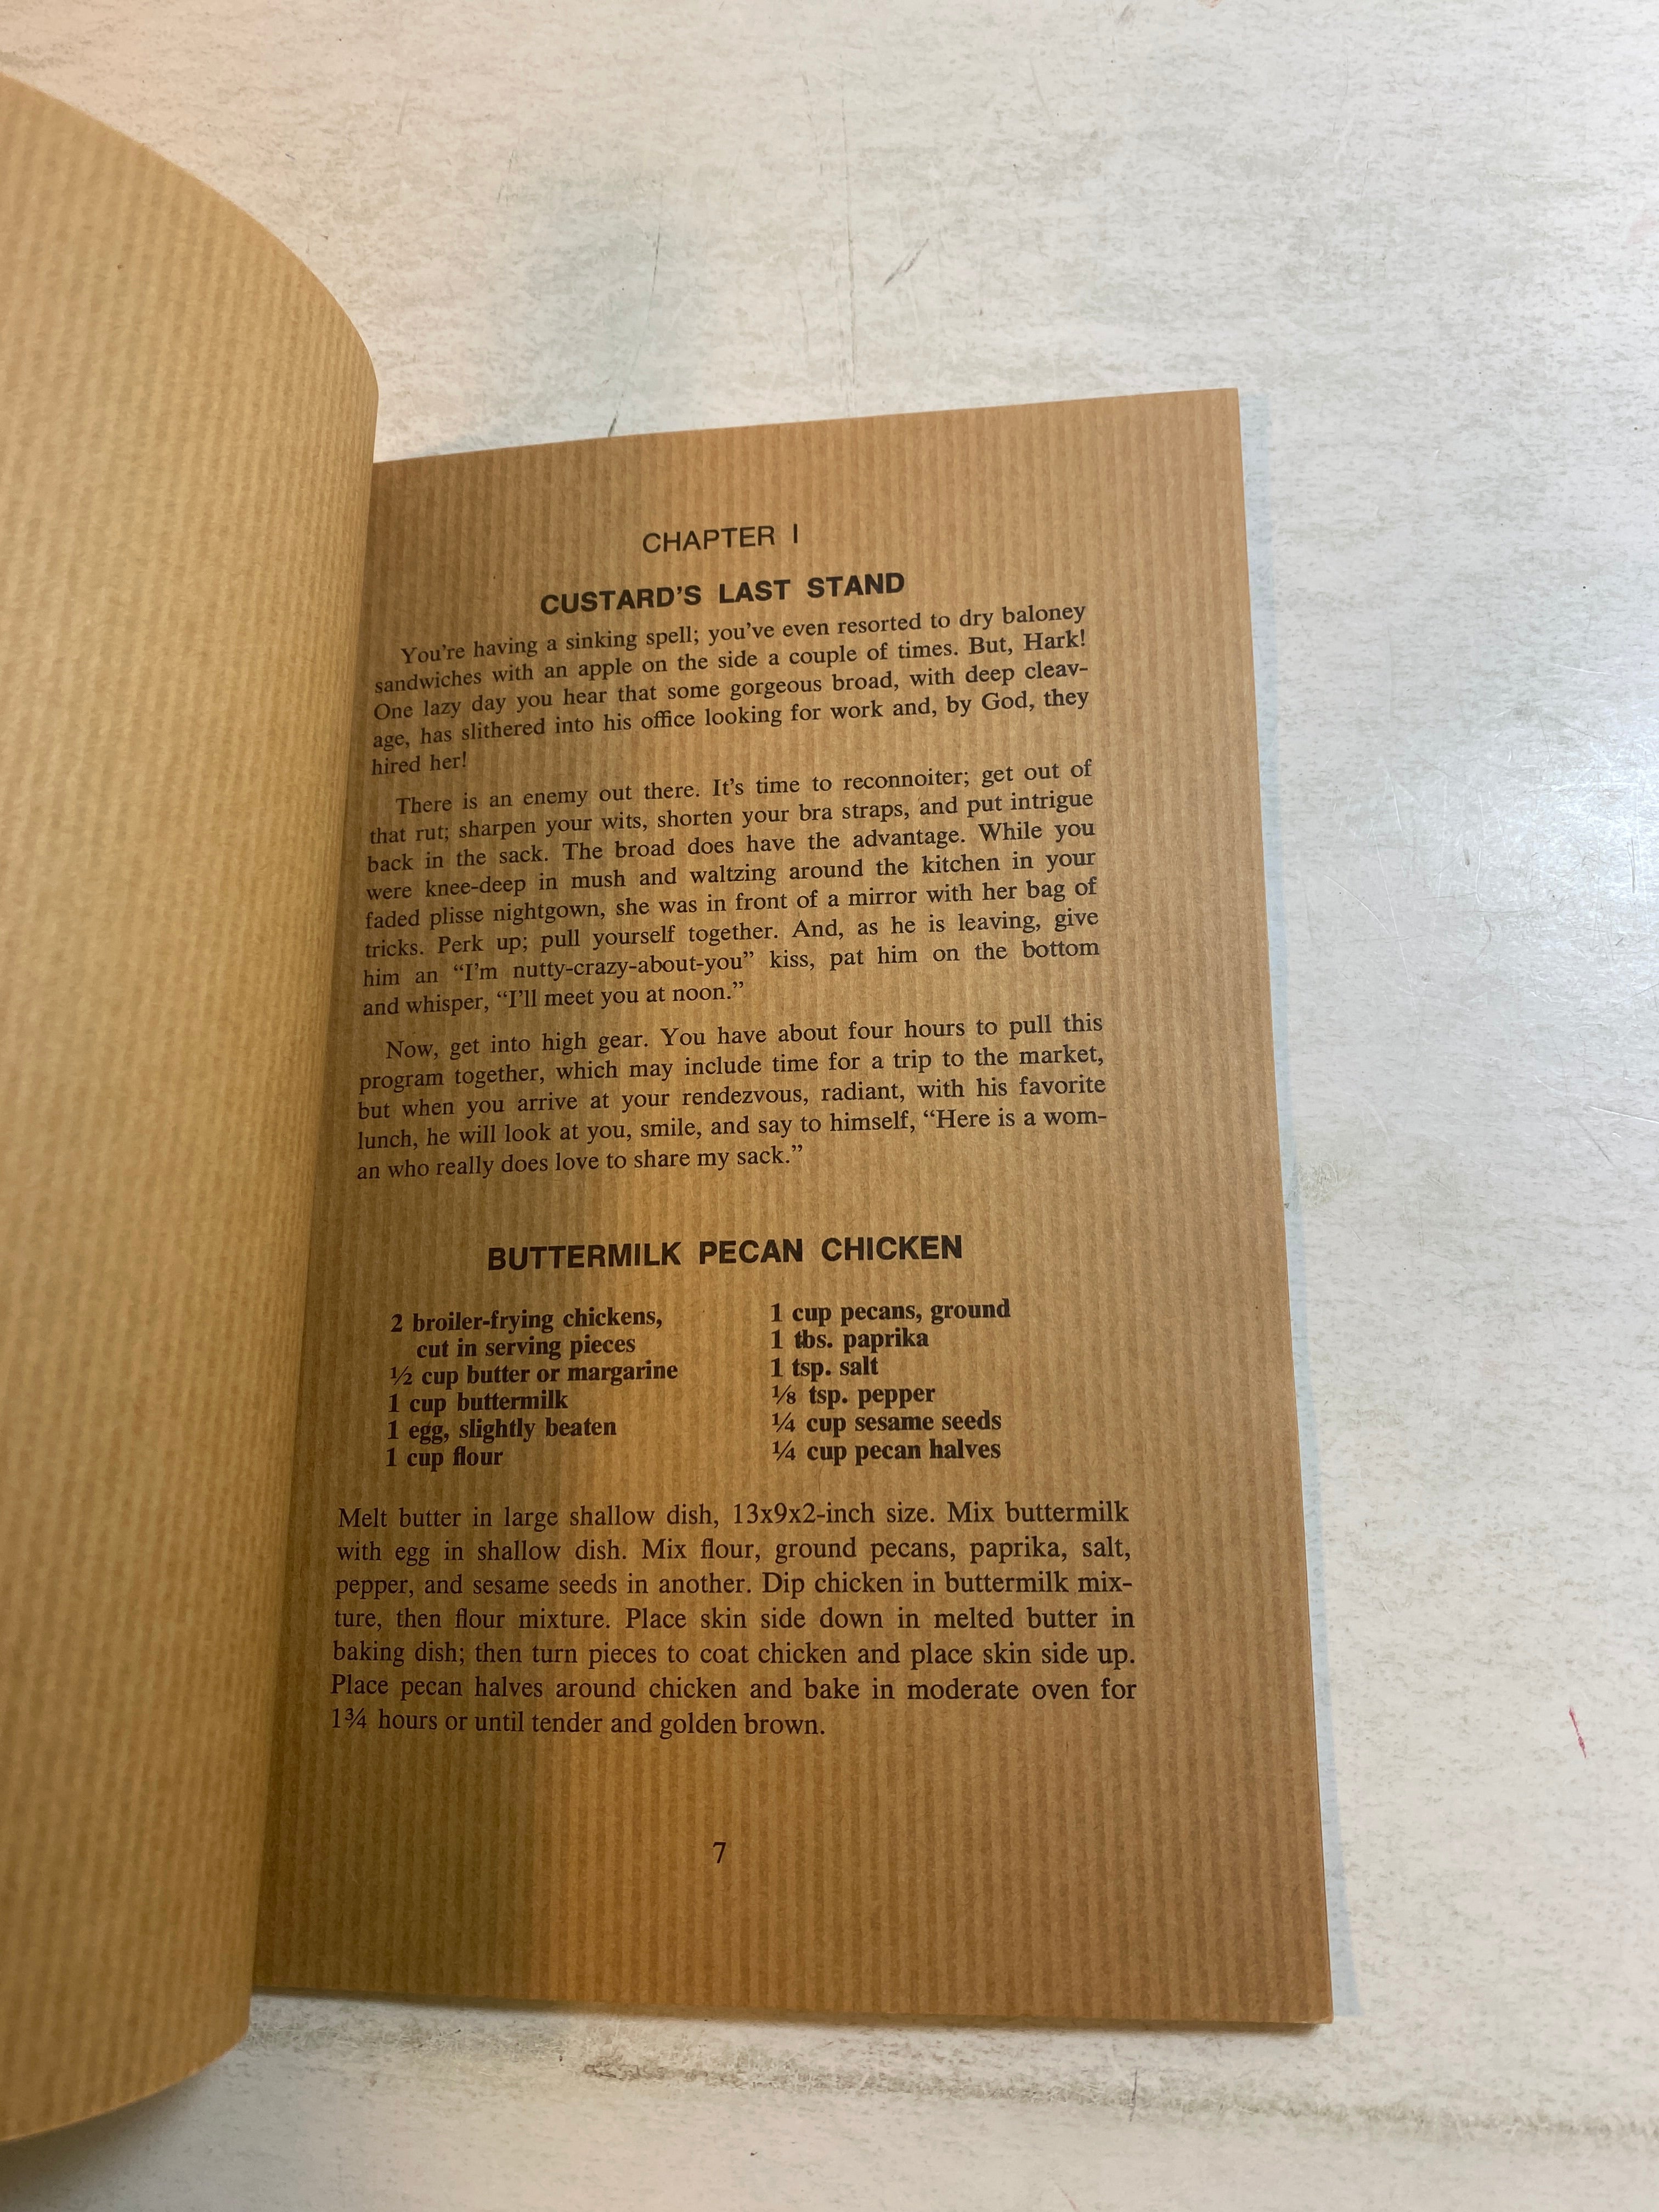 CHAPTER I
CUSTARD'S LAST STAND
You're having a sinking spell; you've even resorted to dry baloney
sandwiches with an apple on the side a couple of times. But, Hark!
One lazy day you hear that some gorgeous broad, with deep cleav-
age, has slithered into his office looking for work and, by God, they
hired her!
There is an enemy out there. It's time to reconnoiter; get out of
that rut; sharpen your wits, shorten your bra straps, and put intrigue
back in the sack. The broad does have the advantage. While you
were knee-deep in mush and waltzing around the kitchen in your
faded plisse nightgown, she was in front of a mirror with her bag of
tricks. Perk up; pull yourself together. And, as he is leaving, give
him an “I'm nutty-crazy-about-you” kiss, pat him on the bottom
and whisper, “I'll meet you at noon.”
Now, get into high gear. You have about four hours to pull this
program together, which may include time for a trip to the market,
but when you arrive at your rendezvous, radiant, with his favorite
lunch, he will look at you, smile, and say to himself, “Here is a wom-
an who really does love to share my sack.”
BUTTERMILK PECAN CHICKEN
2 broiler-frying chickens,
cut in serving pieces
½ cup butter or margarine
1 cup buttermilk
1 egg, slightly beaten
1 cup flour
1 cup pecans, ground
1 tbs. paprika
1 tsp. salt
⅛ tsp. pepper
¼ cup sesame seeds
¼ cup pecan halves
Melt butter in large shallow dish, 13x9x2-inch size. Mix buttermilk
with egg in shallow dish. Mix flour, ground pecans, paprika, salt,
pepper, and sesame seeds in another. Dip chicken in buttermilk mix-
ture, then flour mixture. Place skin side down in melted butter in
baking dish; then turn pieces to coat chicken and place skin side up.
Place pecan halves around chicken and bake in moderate oven for
1¾ hours or until tender and golden brown.
7